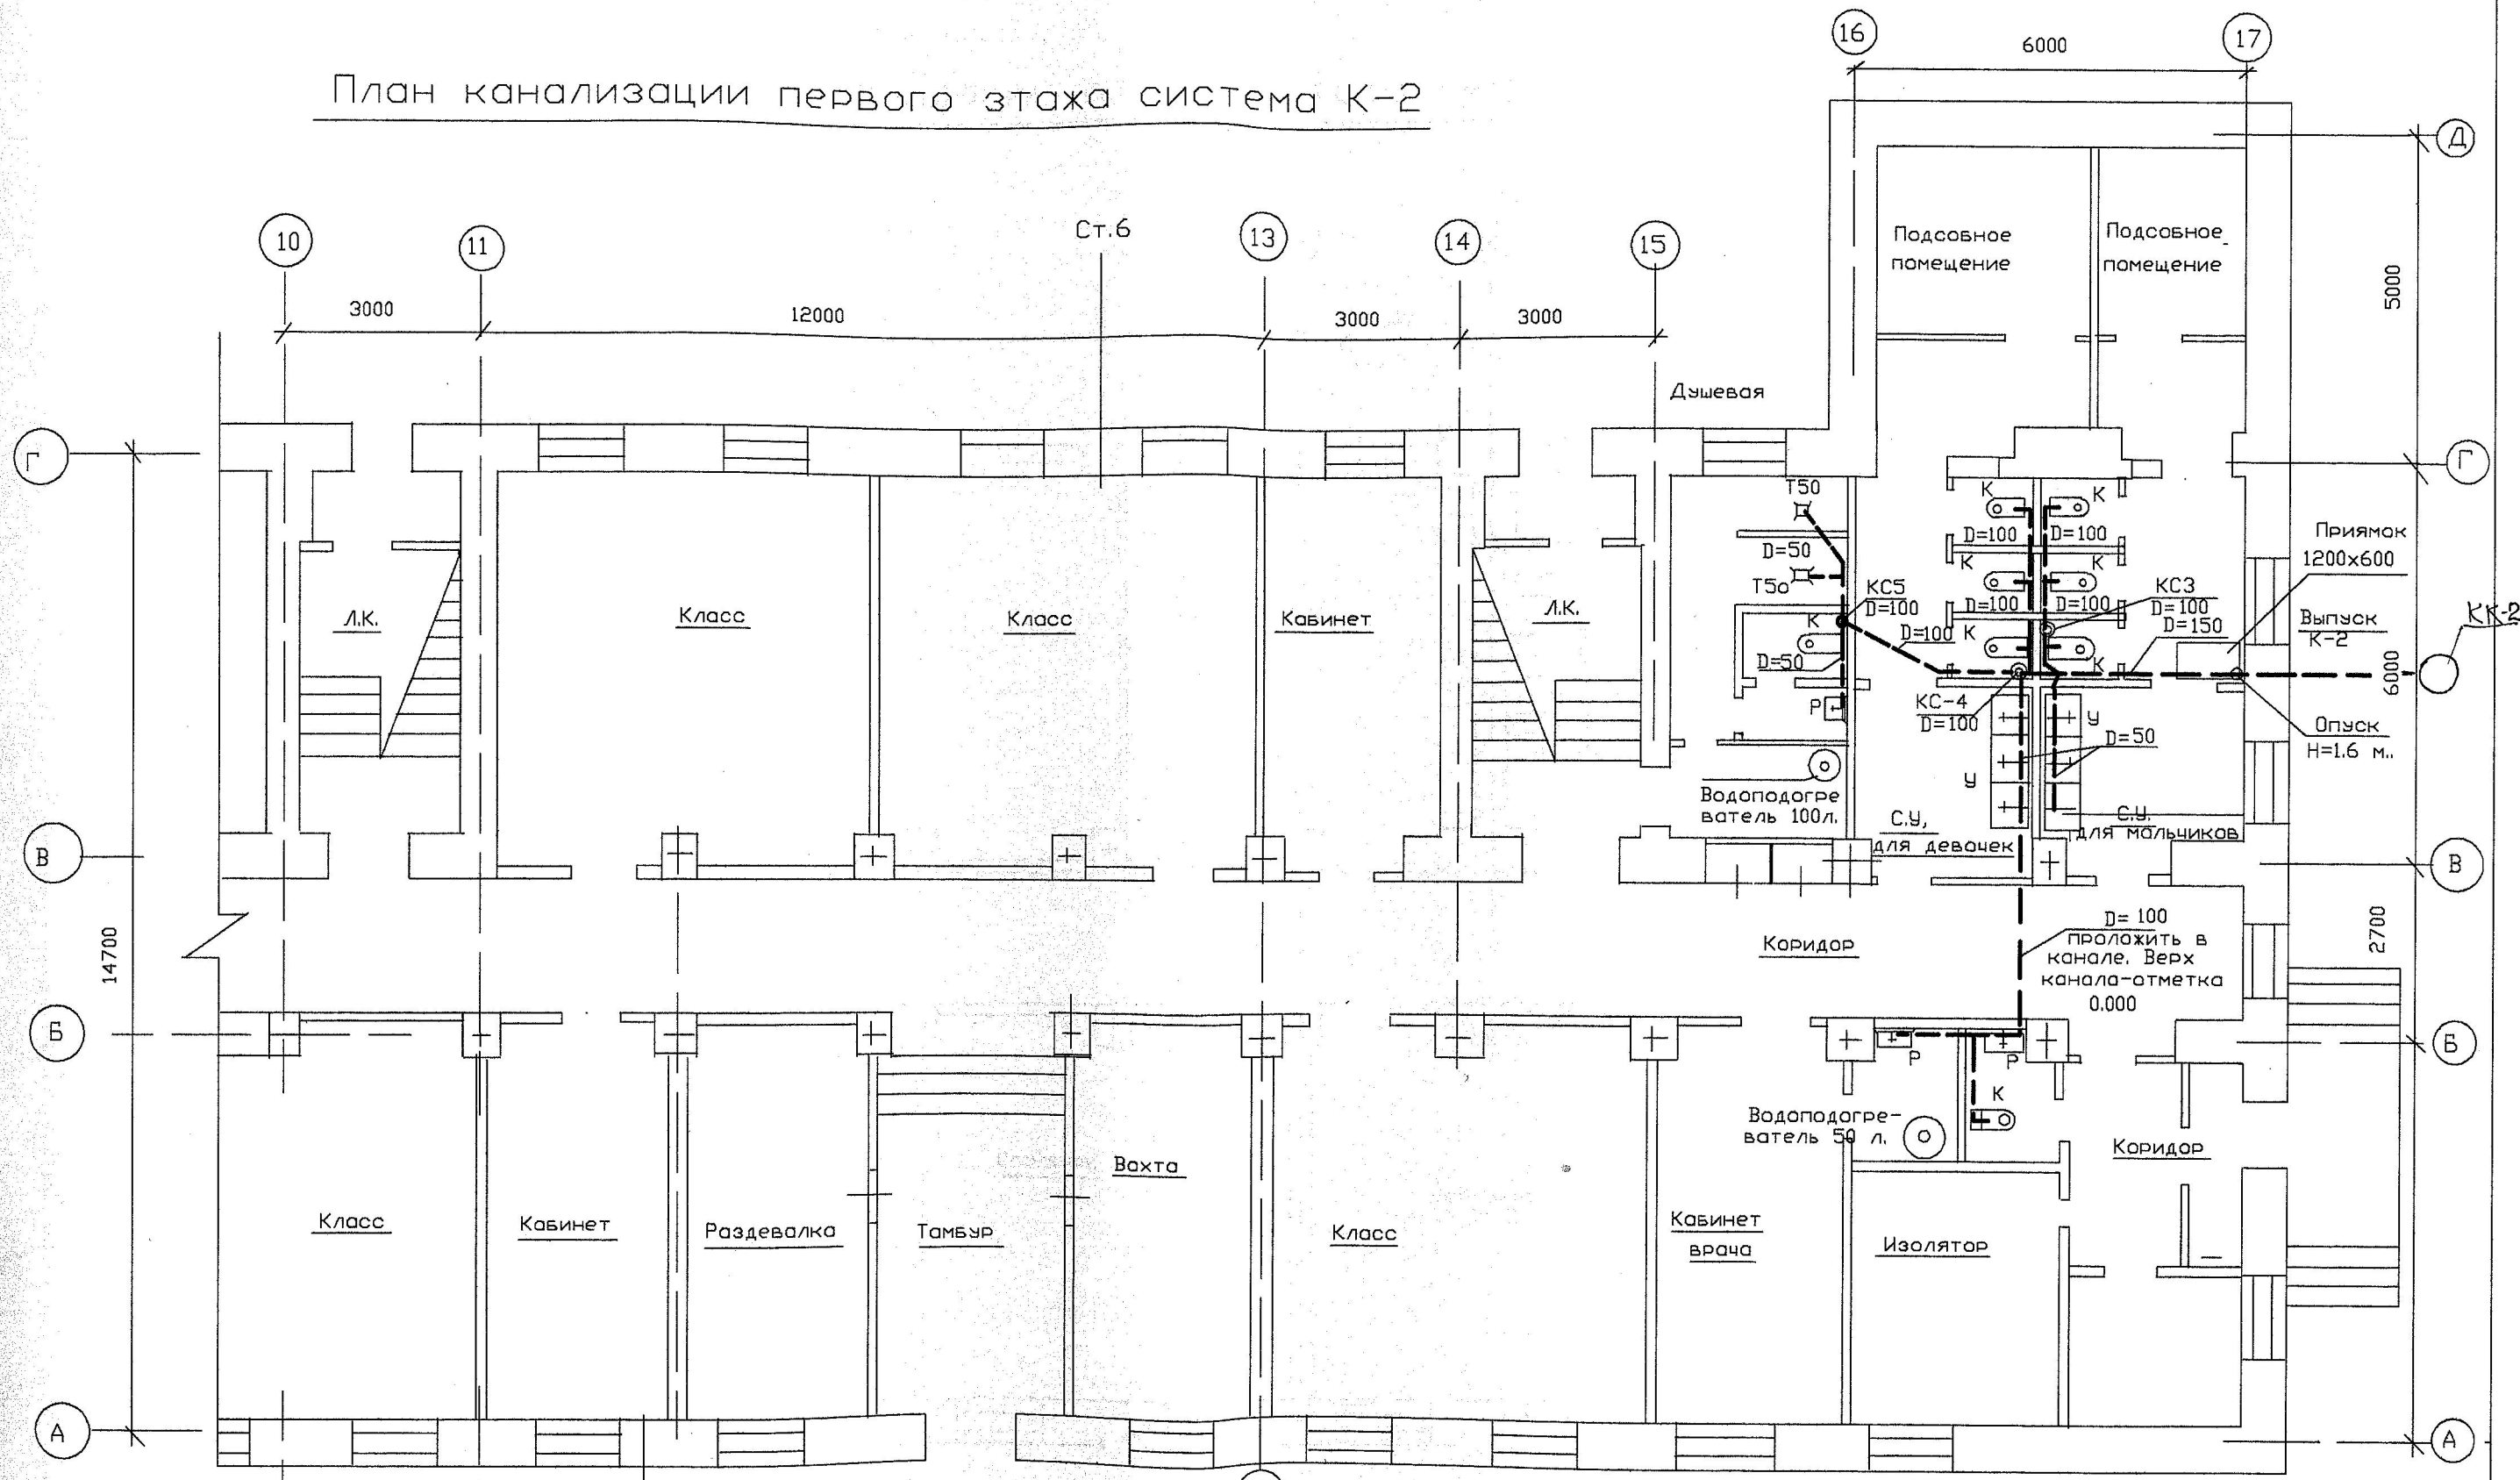 План канализации первого этажа система К-2
16
6000
17
Д
10
11
Ст.6
13
14
15
3000
12000
3000
3000
Подсобное
помещение
Подсобное
помещение
5000
Душевая
Г
Г
Т50
К
К
D=100
D=100
D=50
Т5о
К
К
D=100
D=100
КС5
D=100
К
D=100
D=50
К
К
КС3
D=100
D=150
Приямок
1200х600
Выпуск
К-2
КК-2
6000
Л.К.
Класс
Класс
Кабинет
Л.К.
Р
КС-4
D=100
У
D=50
У
Опуск
Н=1.6 м..
Водоподогре
ватель 100л.
С.У,
для девочек
С.У.
для мальчиков
В
В
14700
Коридор
D= 100
проложить в
канале. Верх
канала-отметка
0.000
2700
Б
Б
Р
Р
К
Водоподогре-
ватель 50 л.
Коридор
Вахта
Класс
Кабинет
Раздевалка
Тамбур
Класс
Кабинет
врача
Изолятор
А
А